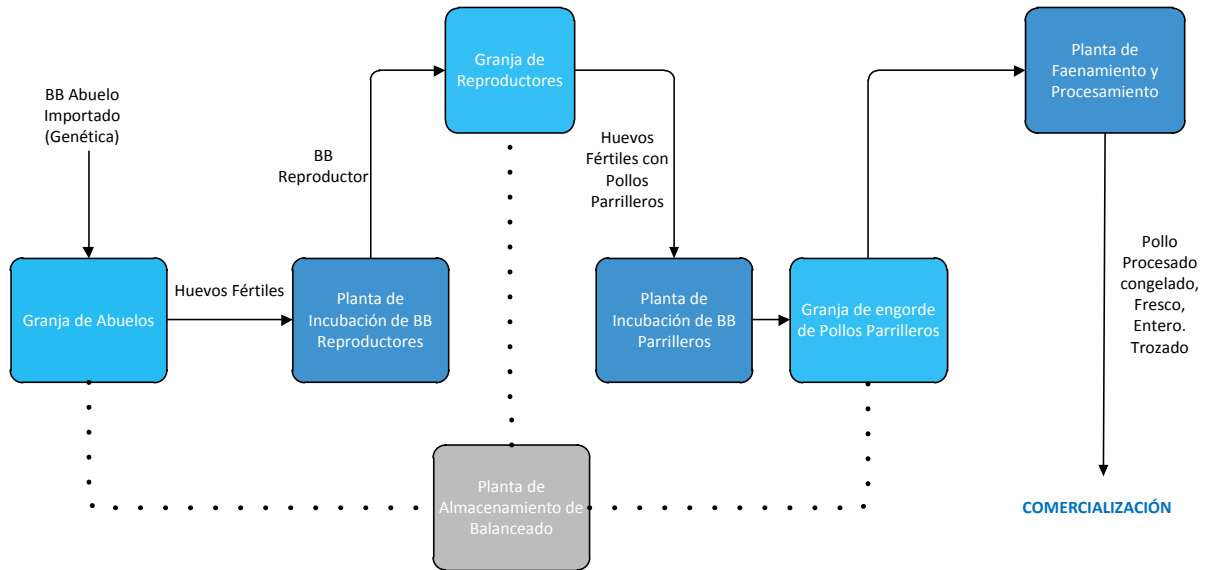 BB Abuelo
Importado
(Genética)
Granja de Abuelos
Huevos Fértiles
Planta de
Incubación de BB
Reproductores
BB
Reproductor
Granja de
Reproductores
Huevos
Fértiles con
Pollos
Parrilleros
Planta de
Incubación de BB
Parrilleros
Granja de engorde
de Pollos Parrilleros
Planta de
Faenamiento y
Procesamiento
Pollo
Procesado
congelado,
Fresco,
Entero.
Trozado
COMERCIALIZACIÓN
Planta de
Almacenamiento de
Balanceado